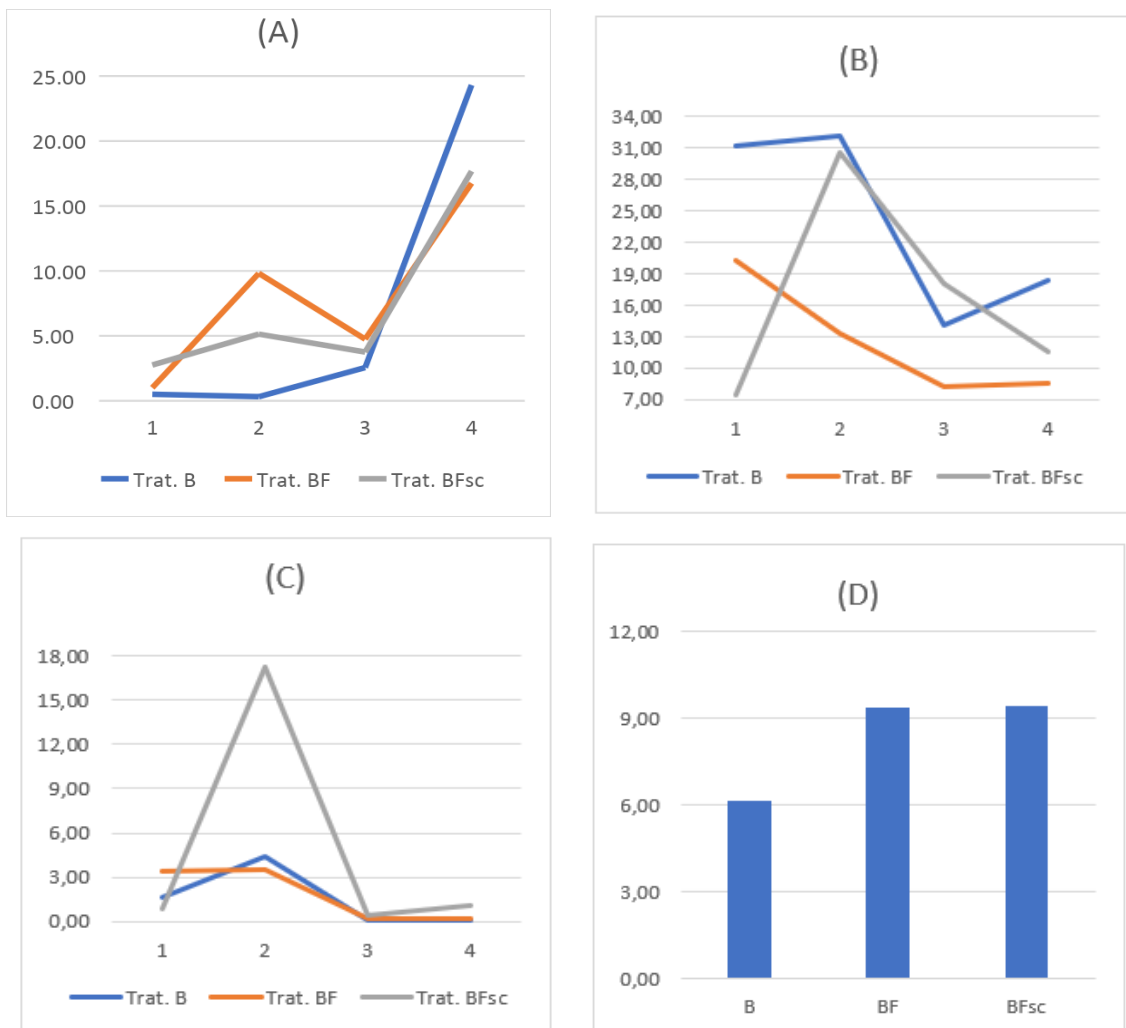 (A)
25.00
20.00
15.00
10.00
5.00
0.00
1 2 3 4
Trat. B Trat. BF Trat. BFsc
(B)
34,00
31,00
28,00
25,00
22,00
19,00
16,00
13,00
10,00
7,00
1 2 3 4
Trat. B Trat. BF Trat. BFsc
(C)
18,00
15,00
12,00
9,00
6,00
3,00
0,00
1 2 3 4
Trat. B Trat. BF Trat. BFsc
(D)
12,00
9,00
6,00
3,00
0,00
B BF BFsc